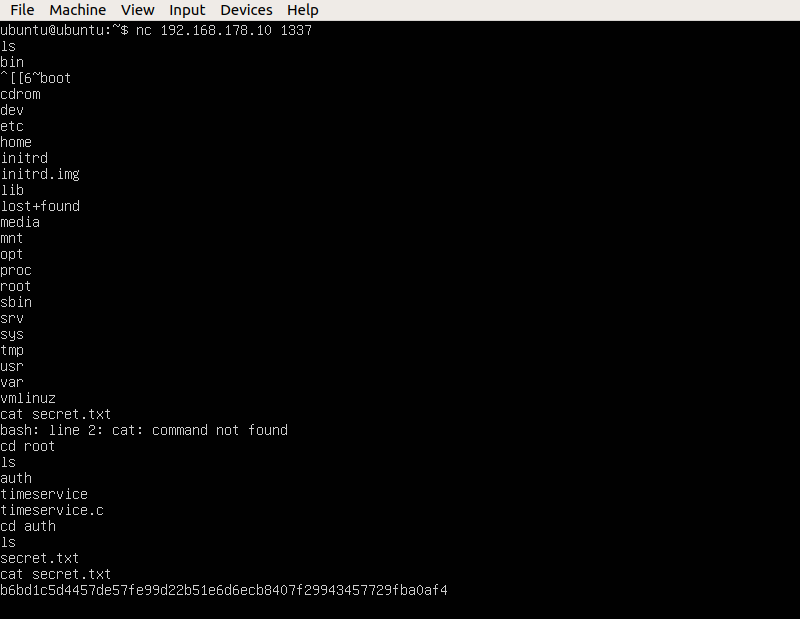 File Machine View Input Devices Help
ubuntu@ubuntu:~$ nc 192.168.178.10 1337
ls
bin
^[[6~boot
cdrom
dev
etc
home
initrd
initrd.img
lib
lost+found
media
mnt
opt
proc
root
sbin
srv
sys
tmp
usr
var
vmlinuz
cat secret.txt
bash: line 2: cat: command not found
cd root
ls
auth
timeservice
timeservice.c
cd auth
ls
secret.txt
cat secret.txt
b6bd1c5d4457de57fe99d22b51e6d6ecb8407f29943457729fba0af4